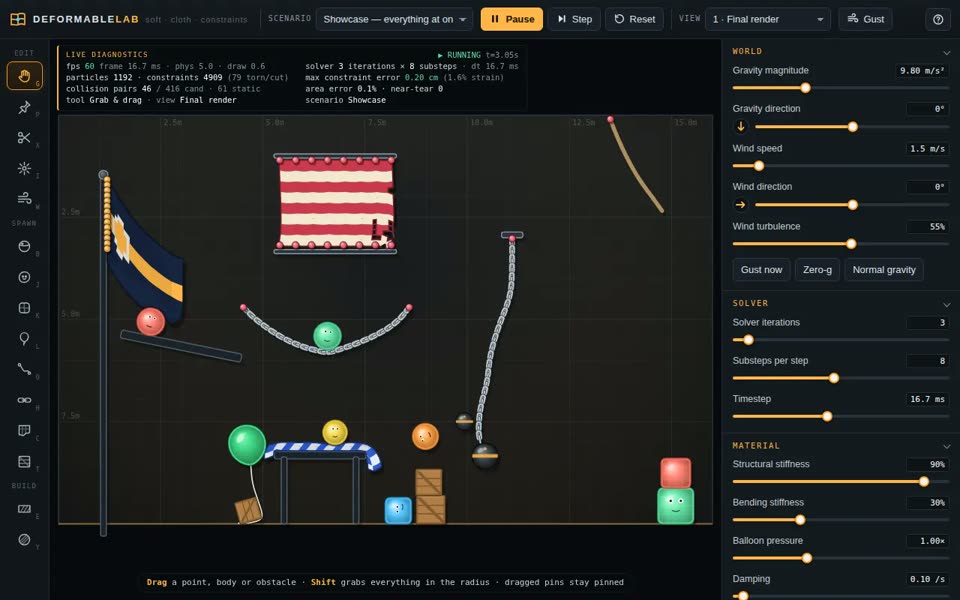 DEFORMABLELAB soft · cloth · constraints SCENARIO Showcase — everything at on Pause Step Reset VIEW 1 · Final render Gust
EDIT
G
P
X
I
W
SPAWN
O
J
K
L
Q
H
C
T
BUILD
E
Y
LIVE DIAGNOSTICS ▶ RUNNING t=3.05s
fps 60 frame 16.7 ms · phys 5.0 · draw 0.6 solver 3 iterations × 8 substeps · dt 16.7 ms
particles 1192 · constraints 4909 (79 torn/cut) max constraint error 0.20 cm (1.6% strain)
collision pairs 46 / 416 cand · 61 static area error 0.1% · near-tear 0
tool Grab & drag · view Final render scenario Showcase
2.5m 5.0m 7.5m 10.0m 12.5m 15.0m
2.5m
5.0m
7.5m
Drag a point, body or obstacle · Shift grabs everything in the radius · dragged pins stay pinned
WORLD
Gravity magnitude 9.80 m/s²
Gravity direction 0°
Wind speed 1.5 m/s
Wind direction 0°
Wind turbulence 55%
Gust now Zero-g Normal gravity
SOLVER
Solver iterations 3
Substeps per step 8
Timestep 16.7 ms
MATERIAL
Structural stiffness 90%
Bending stiffness 30%
Balloon pressure 1.00×
Damping 0.10 /s